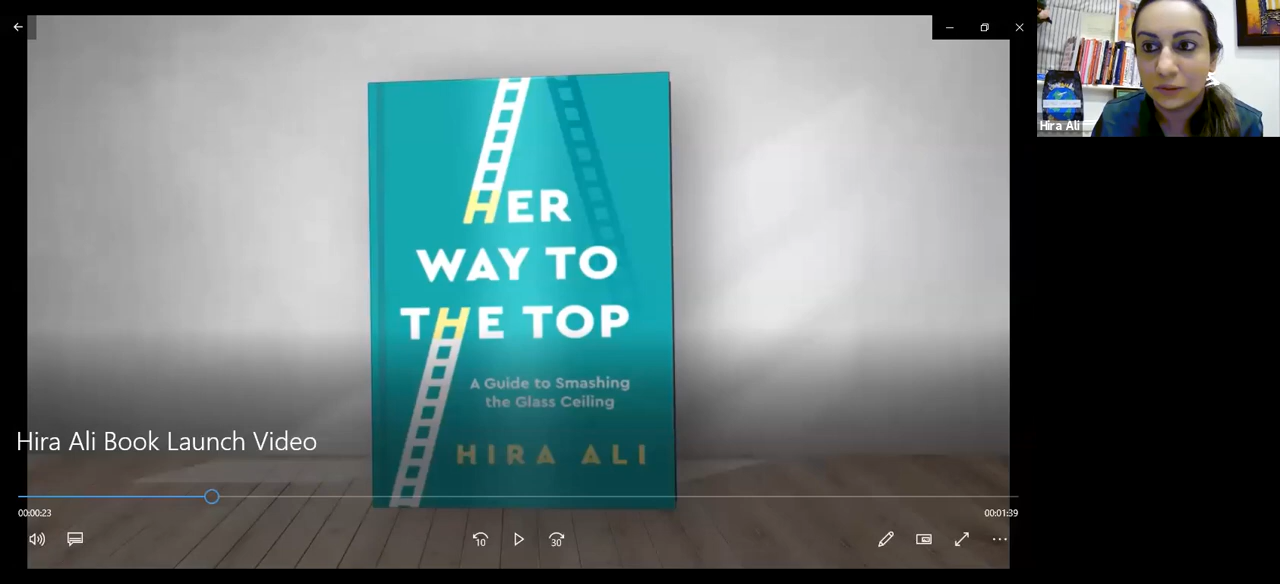 HER
WAY TO
THE TOP
A Guide to Smashing
the Glass Ceiling
HIRA ALI
Hira Ali Book Launch Video
00:00:23
00:01:39
10
30
Hira Ali